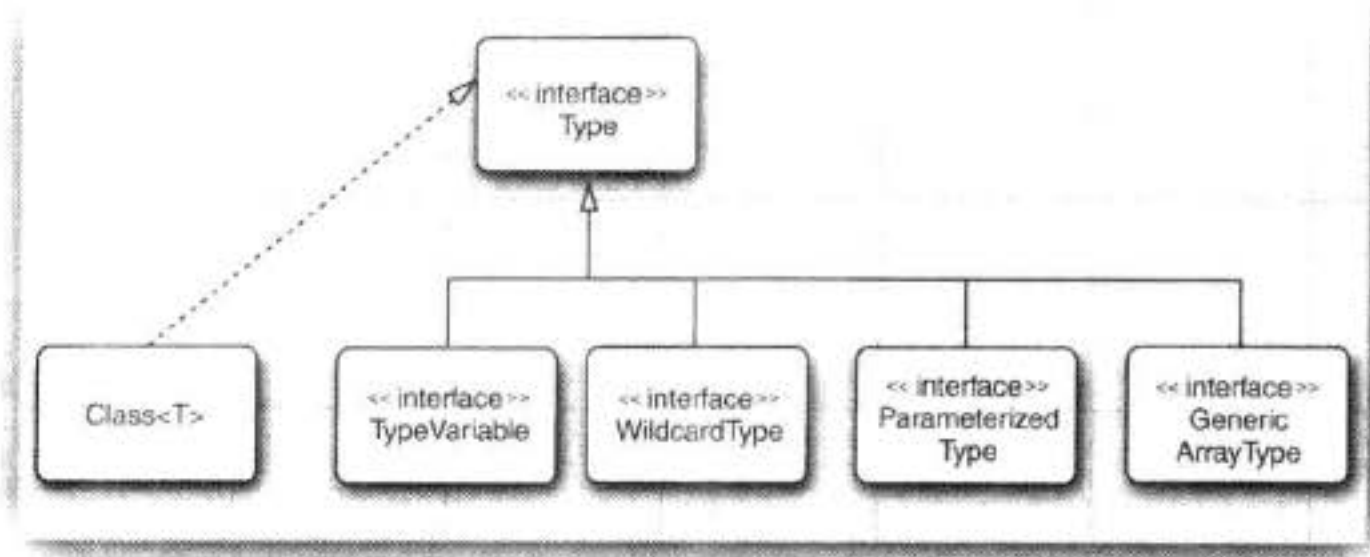 << interface >>
Type
Class<T>
<< interface >>
TypeVariable
<< interface >>
WildcardType
<< interface >>
Parameterized
Type
<< interface >>
Generic
ArrayType